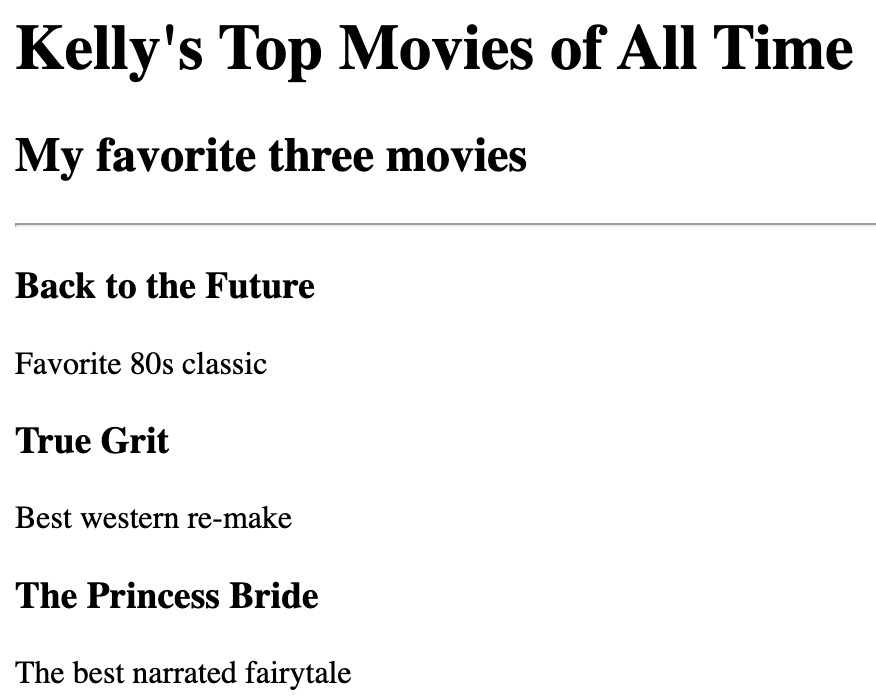 Kelly's Top Movies of All Time
My favorite three movies
Back to the Future
Favorite 80s classic
True Grit
Best western re-make
The Princess Bride
The best narrated fairytale